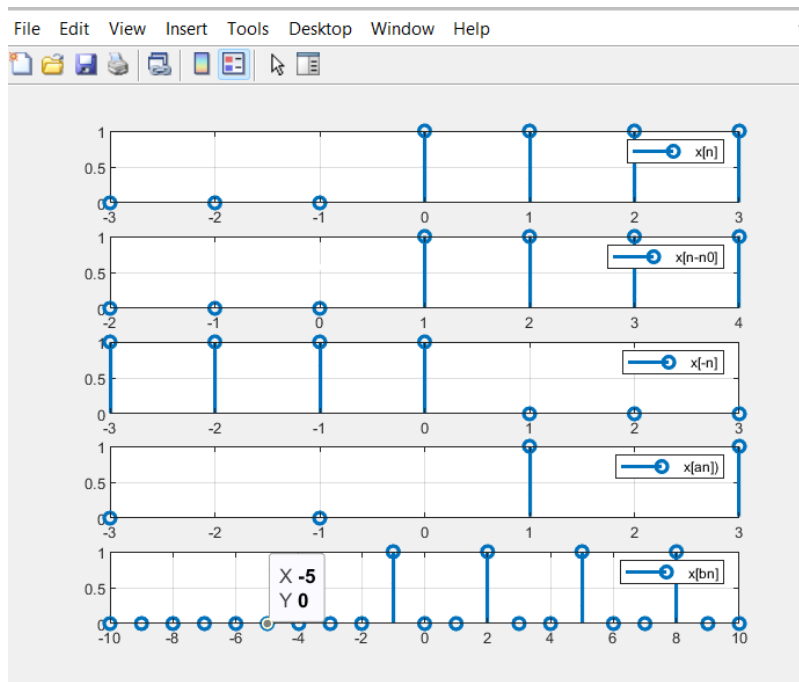 File Edit View Insert Tools Desktop Window Help
1
x[n]
0.5
0
-3 -2 -1 0 1 2 3
1
x[n-n0]
0.5
0
-2 -1 0 1 2 3 4
1
x[-n]
0.5
0
-3 -2 -1 0 1 2 3
1
x[an])
0.5
0
-3 -2 -1 0 1 2 3
1
x[bn]
X -5
0.5
Y 0
0
-10 -8 -6 -4 -2 0 2 4 6 8 10